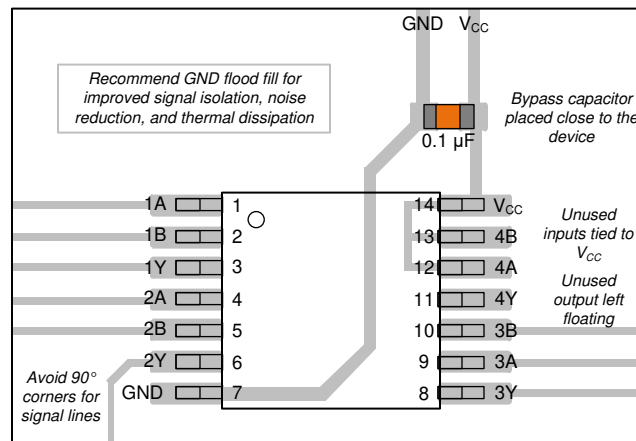 GND VCC
Recommend GND flood fill for
improved signal isolation, noise
reduction, and thermal dissipation
Bypass capacitor
placed close to the
device
0.1 µF
1A 1 14 VCC
1B 2 13 4B
1Y 3 12 4A
2A 4 11 4Y
2B 5 10 3B
2Y 6 9 3A
GND 7 8 3Y
Unused
inputs tied to
VCC
Unused
output left
floating
Avoid 90°
corners for
signal lines